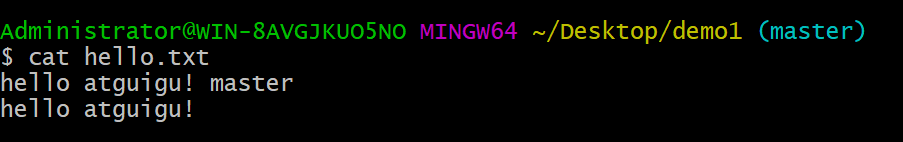 Administrator@WIN-8AVGJKUO5NO MINGW64 ~/Desktop/demo1 (master)
$ cat hello.txt
hello atguigu! master
hello atguigu!